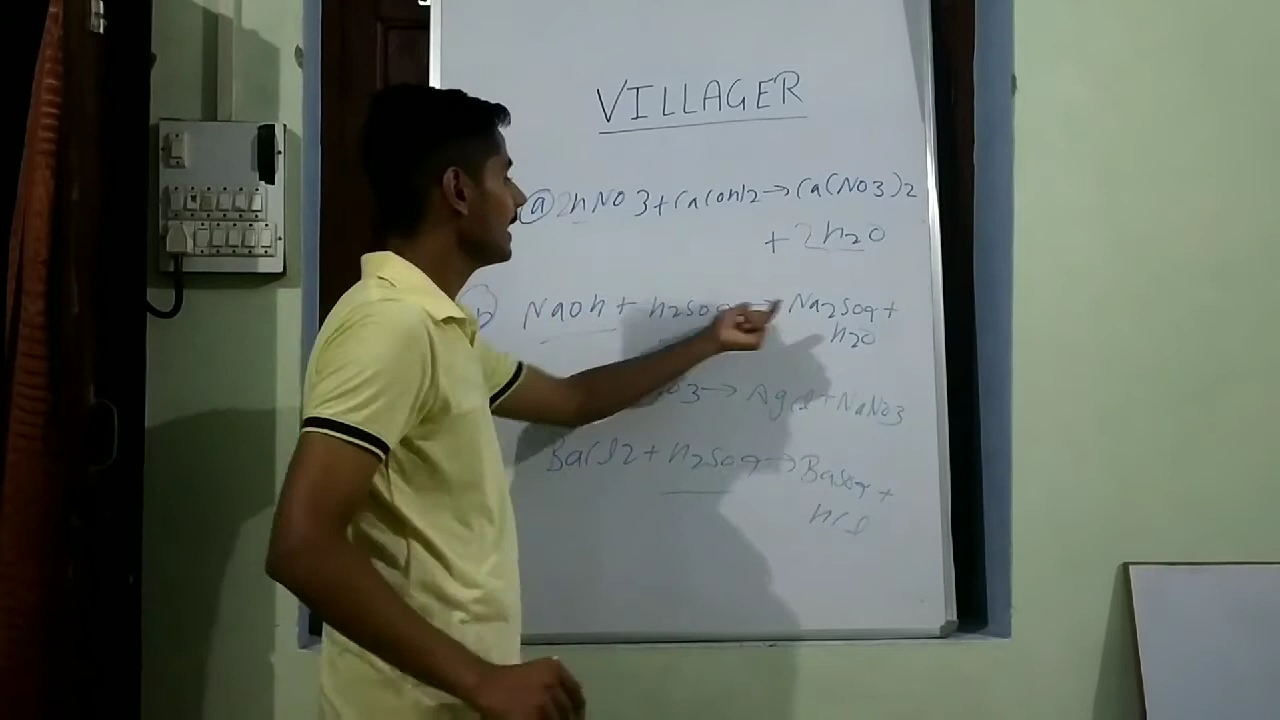 VILLAGER
(a) 2hNO3+Ca(oh)2→Ca(NO3)2
+ 2h2O
b) Naoh + h2so4 → Na2so4+
h2O
O3→ Agcl+NaNO3
Bacl2+h2so4→Baso4+
hcl